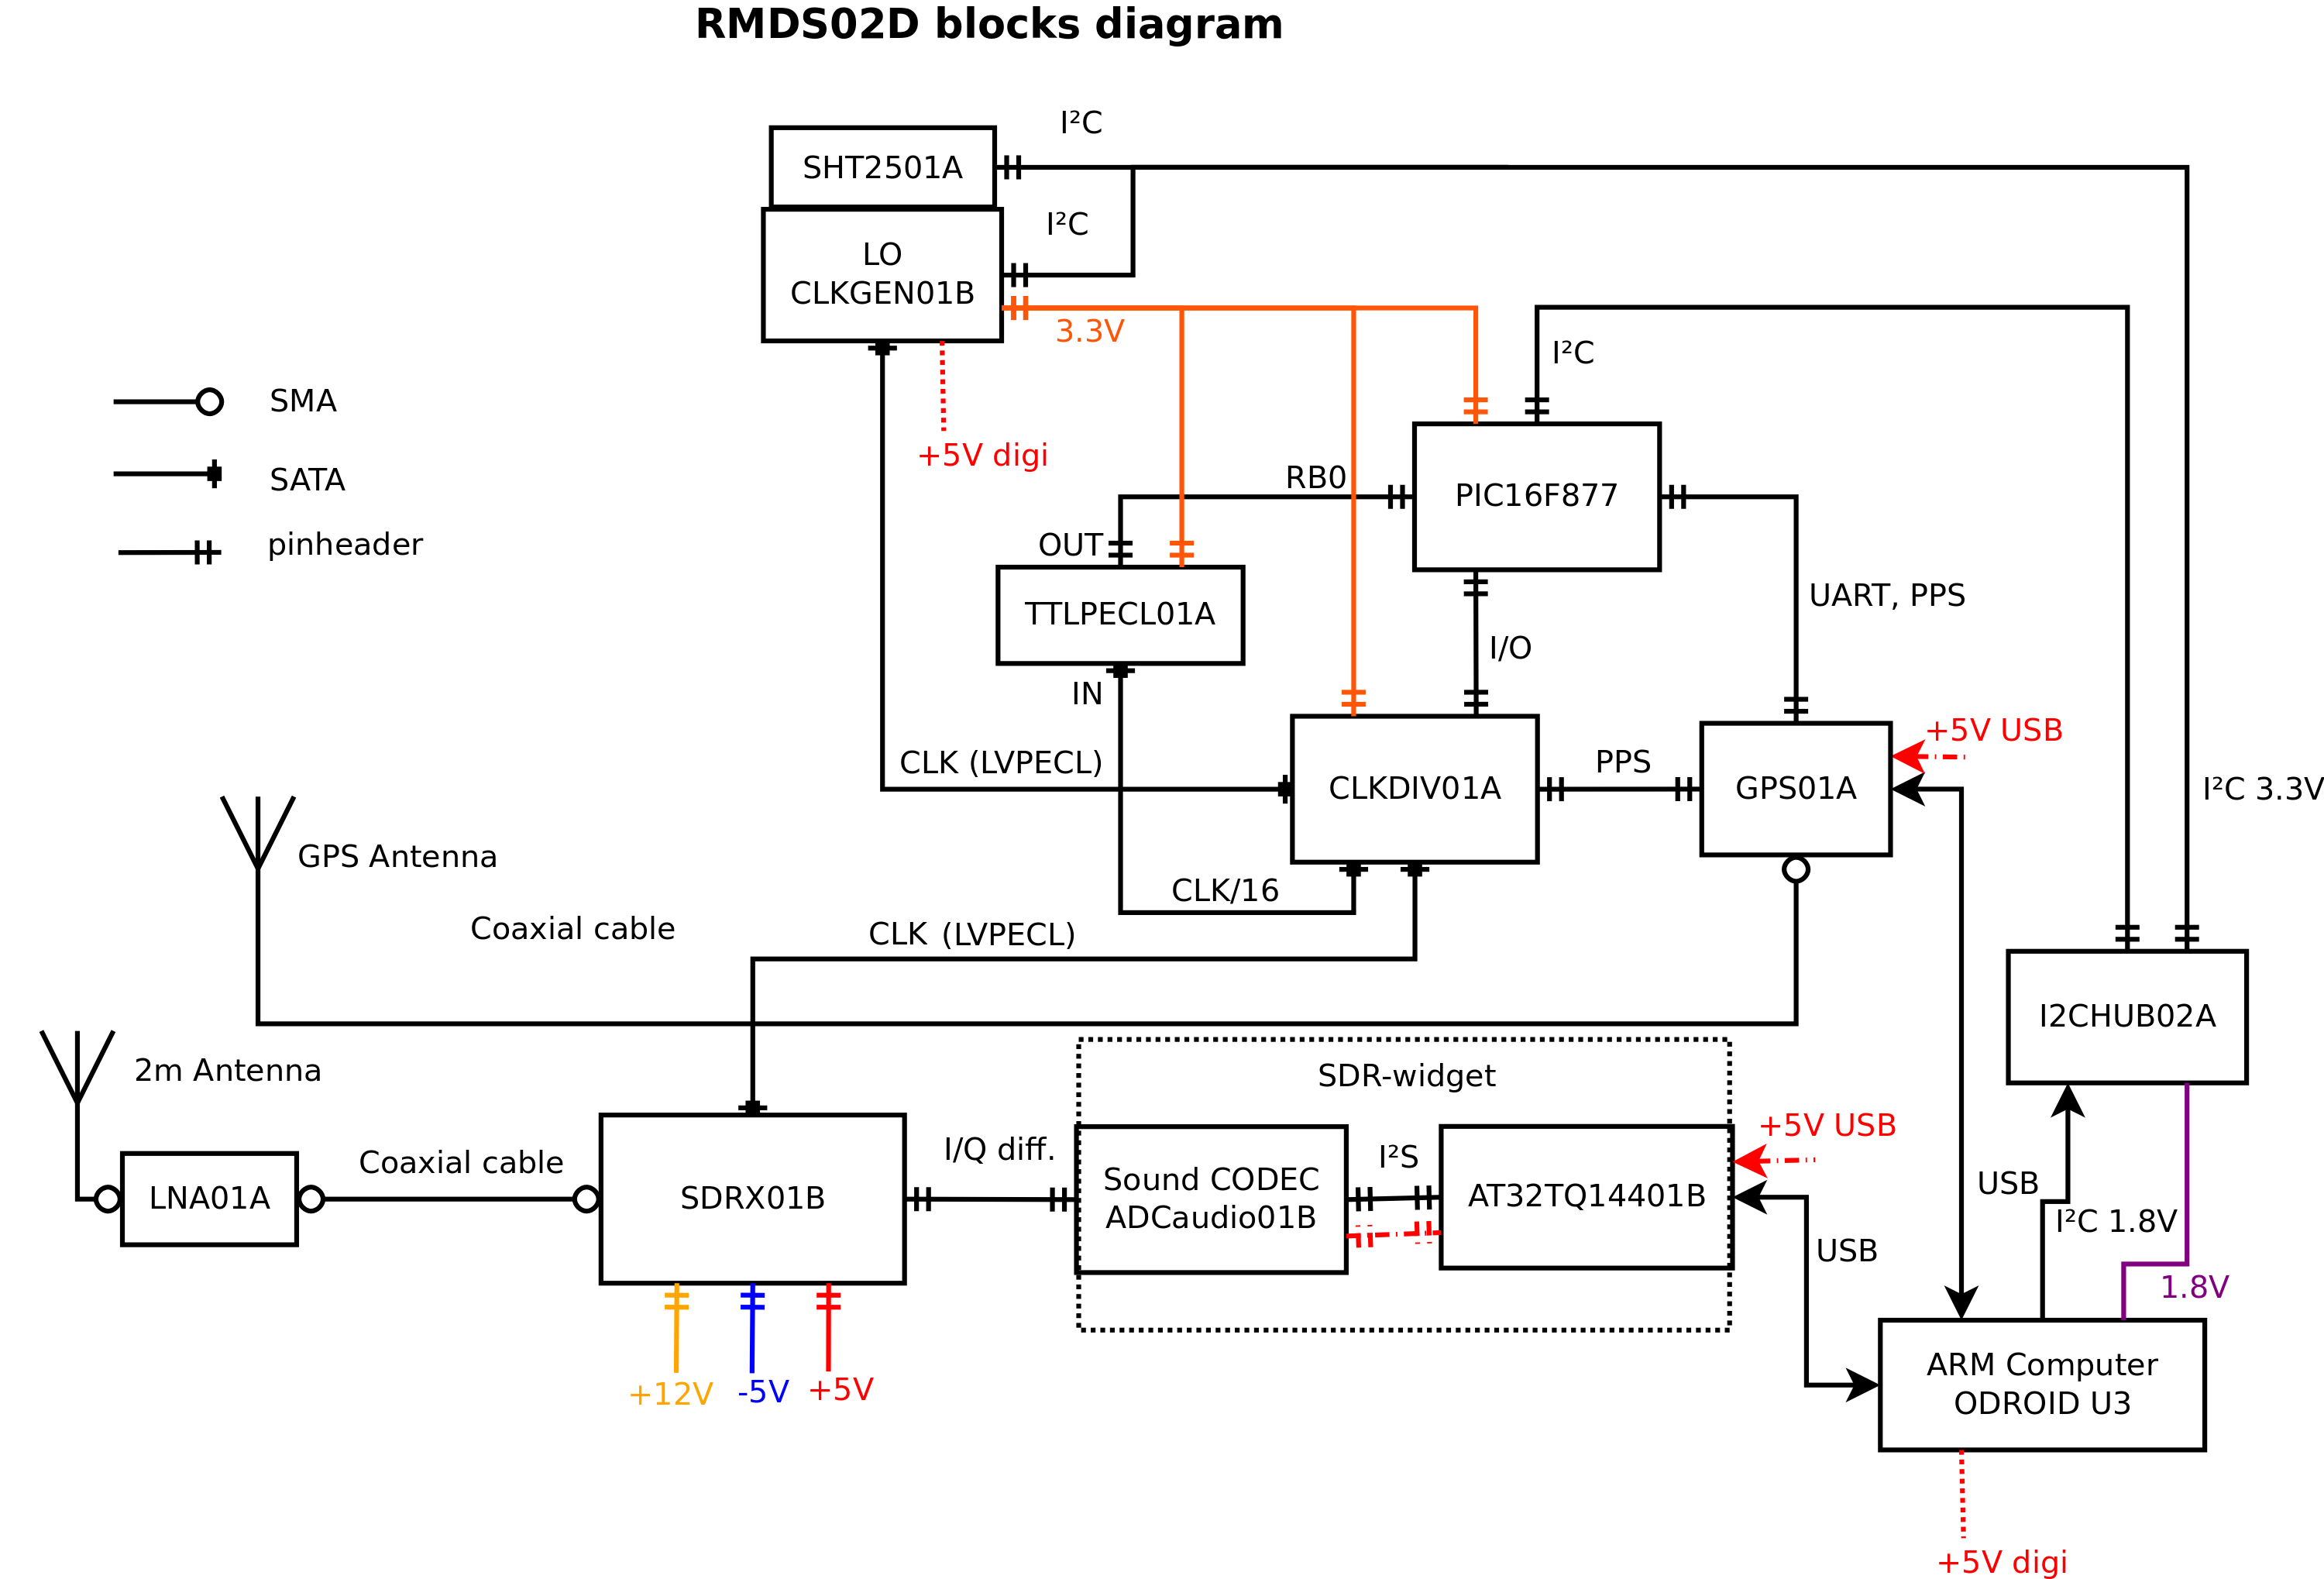 RMDS02D blocks diagram
I²C
SHT2501A
I²C
LO
CLKGEN01B
3.3V
I²C
SMA
+5V digi
SATA
RB0
PIC16F877
pinheader
OUT
UART, PPS
TTLPECL01A
I/O
IN
+5V USB
CLK (LVPECL)
PPS
CLKDIV01A
GPS01A
I²C 3.3V
GPS Antenna
CLK/16
Coaxial cable
CLK (LVPECL)
I2CHUB02A
2m Antenna
SDR-widget
+5V USB
I/Q diff.
I²S
Coaxial cable
Sound CODEC
ADCaudio01B
USB
LNA01A
SDRX01B
AT32TQ14401B
I²C 1.8V
USB
1.8V
+12V
-5V
+5V
ARM Computer
ODROID U3
+5V digi